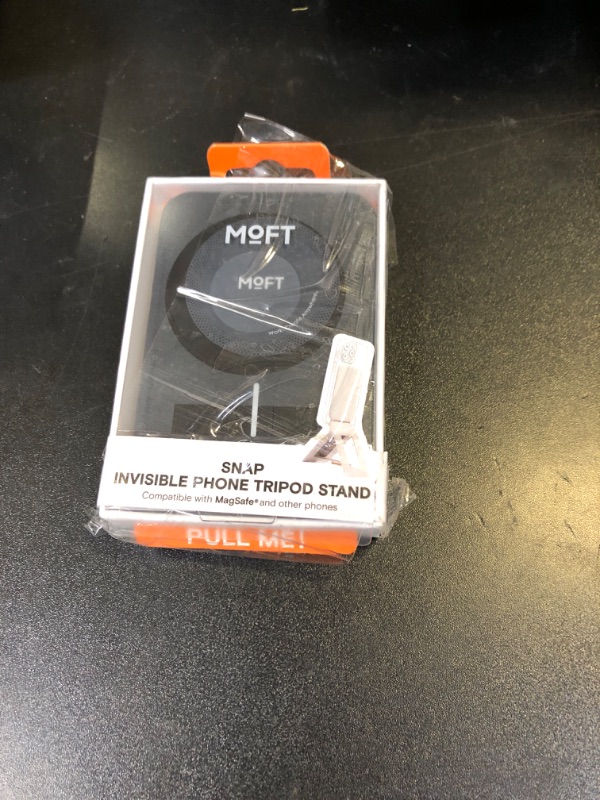 MOFT
MOFT
SNAP
INVISIBLE PHONE TRIPOD STAND
Compatible with MagSafe® and other phones
PULL ME!